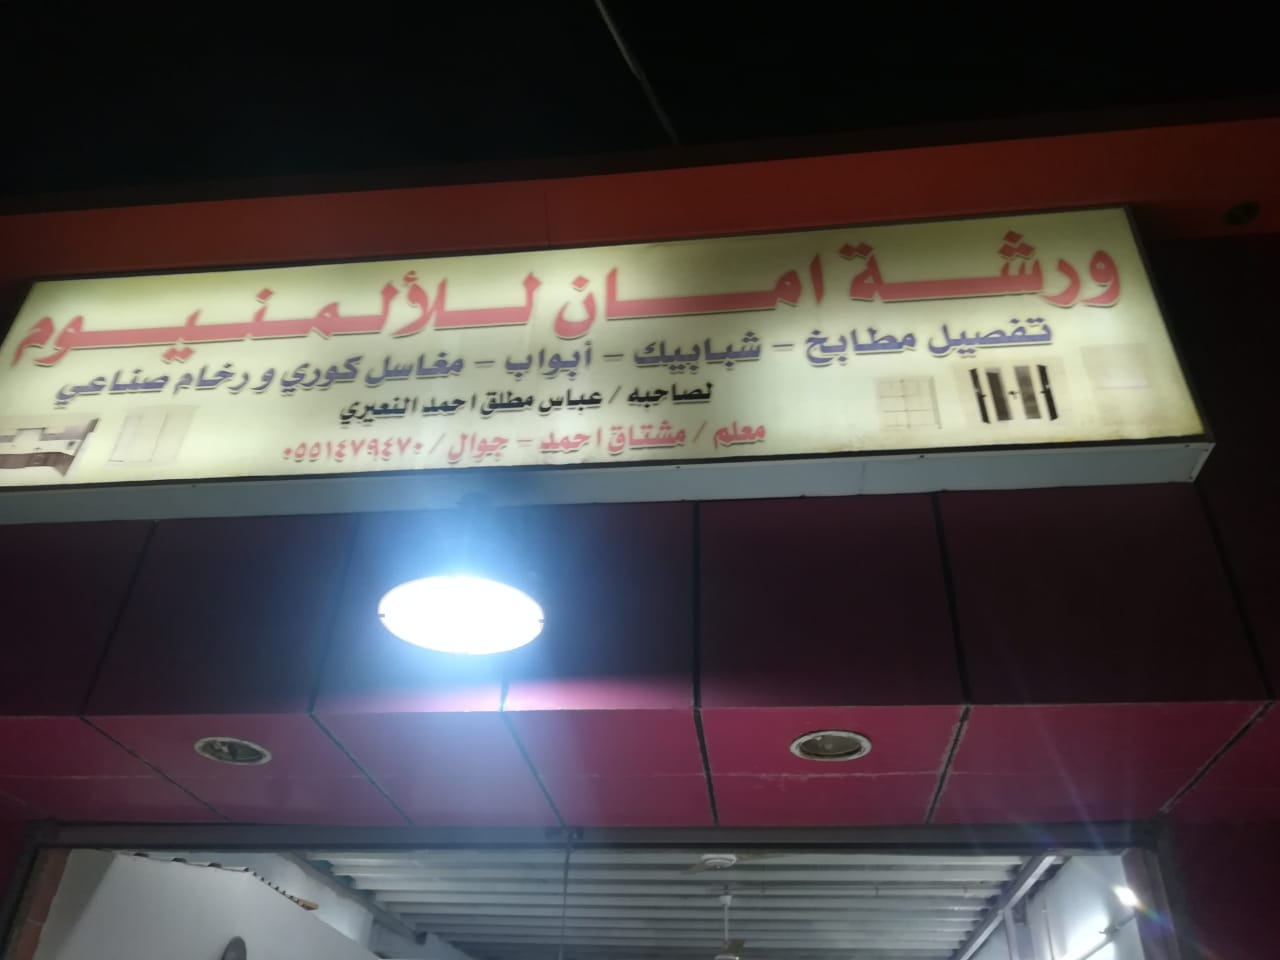 ورشة امان للألمنيوم
تفصيل مطابخ - شبابيك - أبواب - مغاسل كوري و رخام صناعي
لصاحبه / عباس مطلق احمد النعيري
معلم / مشتاق احمد - جوال / ٠٥٥١٤٧٩٤٧٠